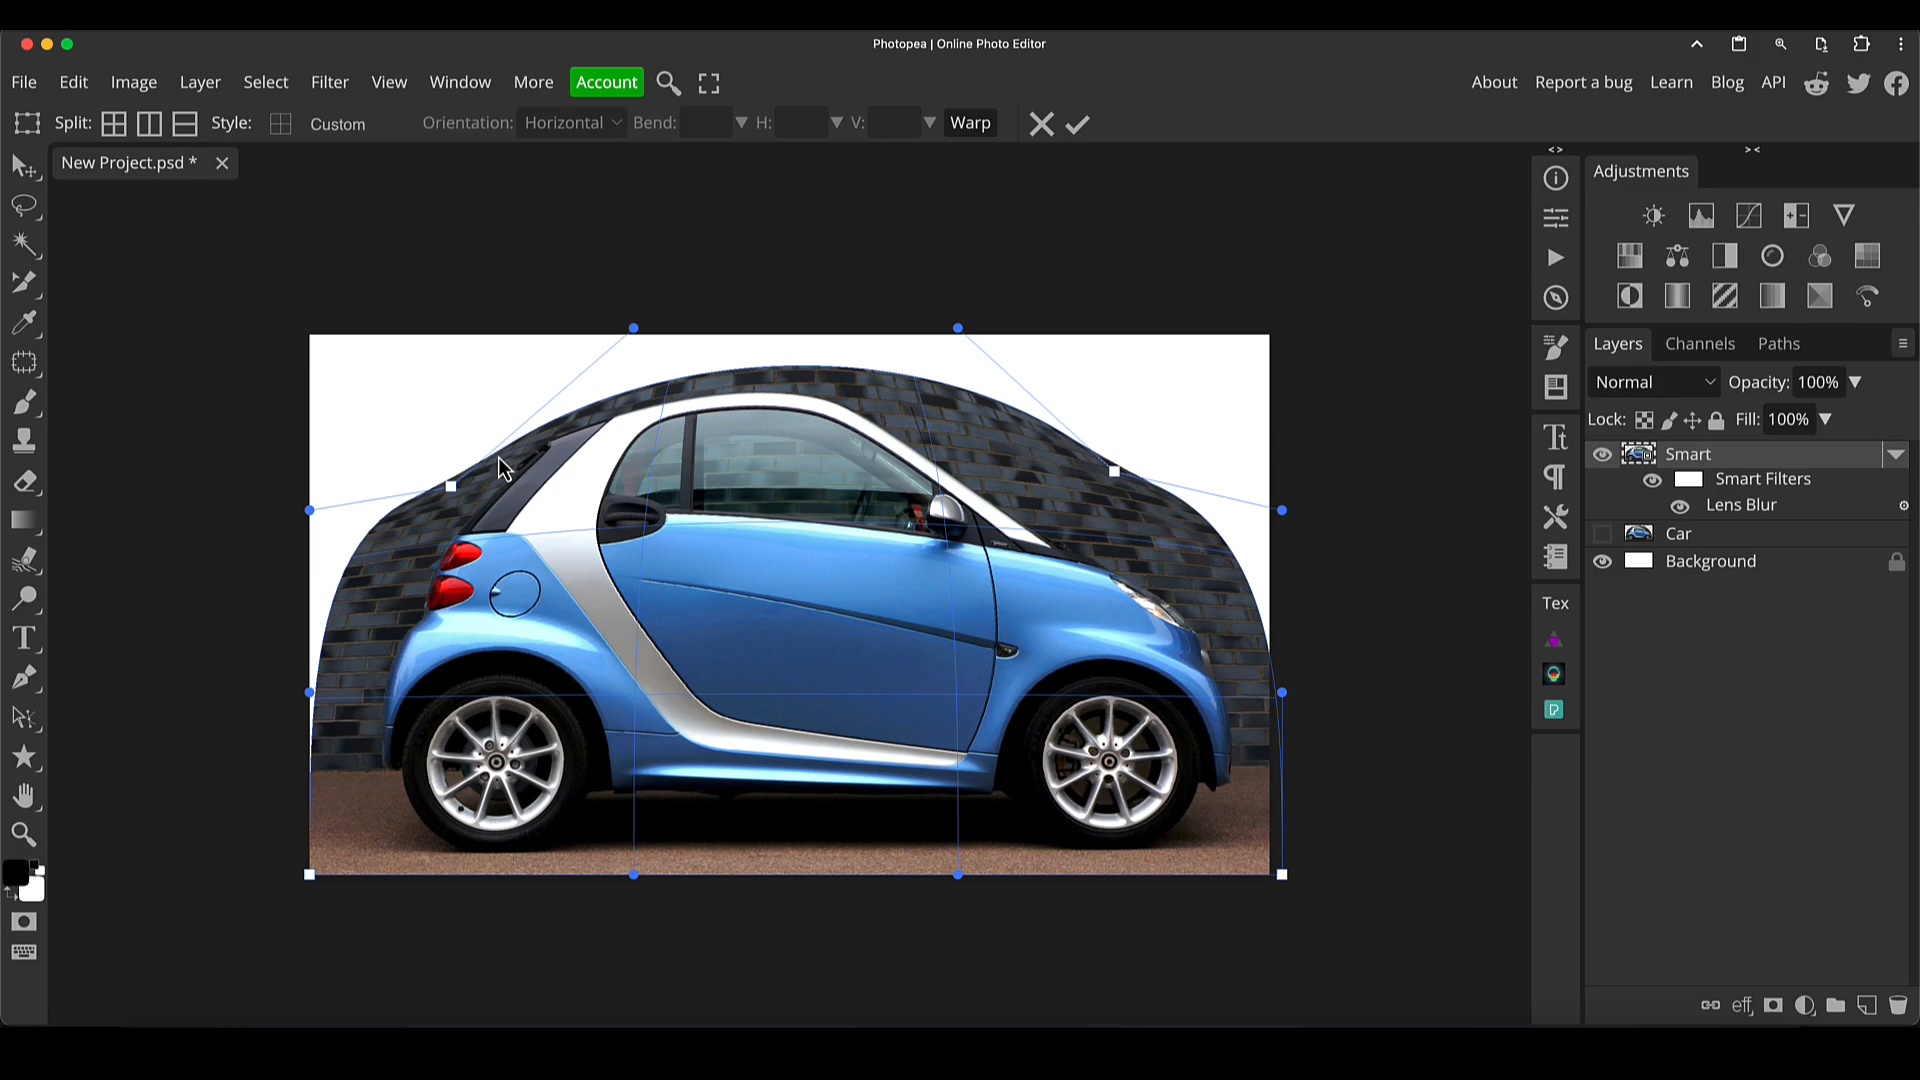 Photopea | Online Photo Editor
File Edit Image Layer Select Filter View Window More Account About Report a bug Learn Blog API
Split: Style: Custom Orientation: Horizontal Bend: H: V: Warp
New Project.psd *
Adjustments
Layers Channels Paths
Normal Opacity: 100%
Lock: Fill: 100%
Smart
Smart Filters
Lens Blur
Car
Background
Tex
eff